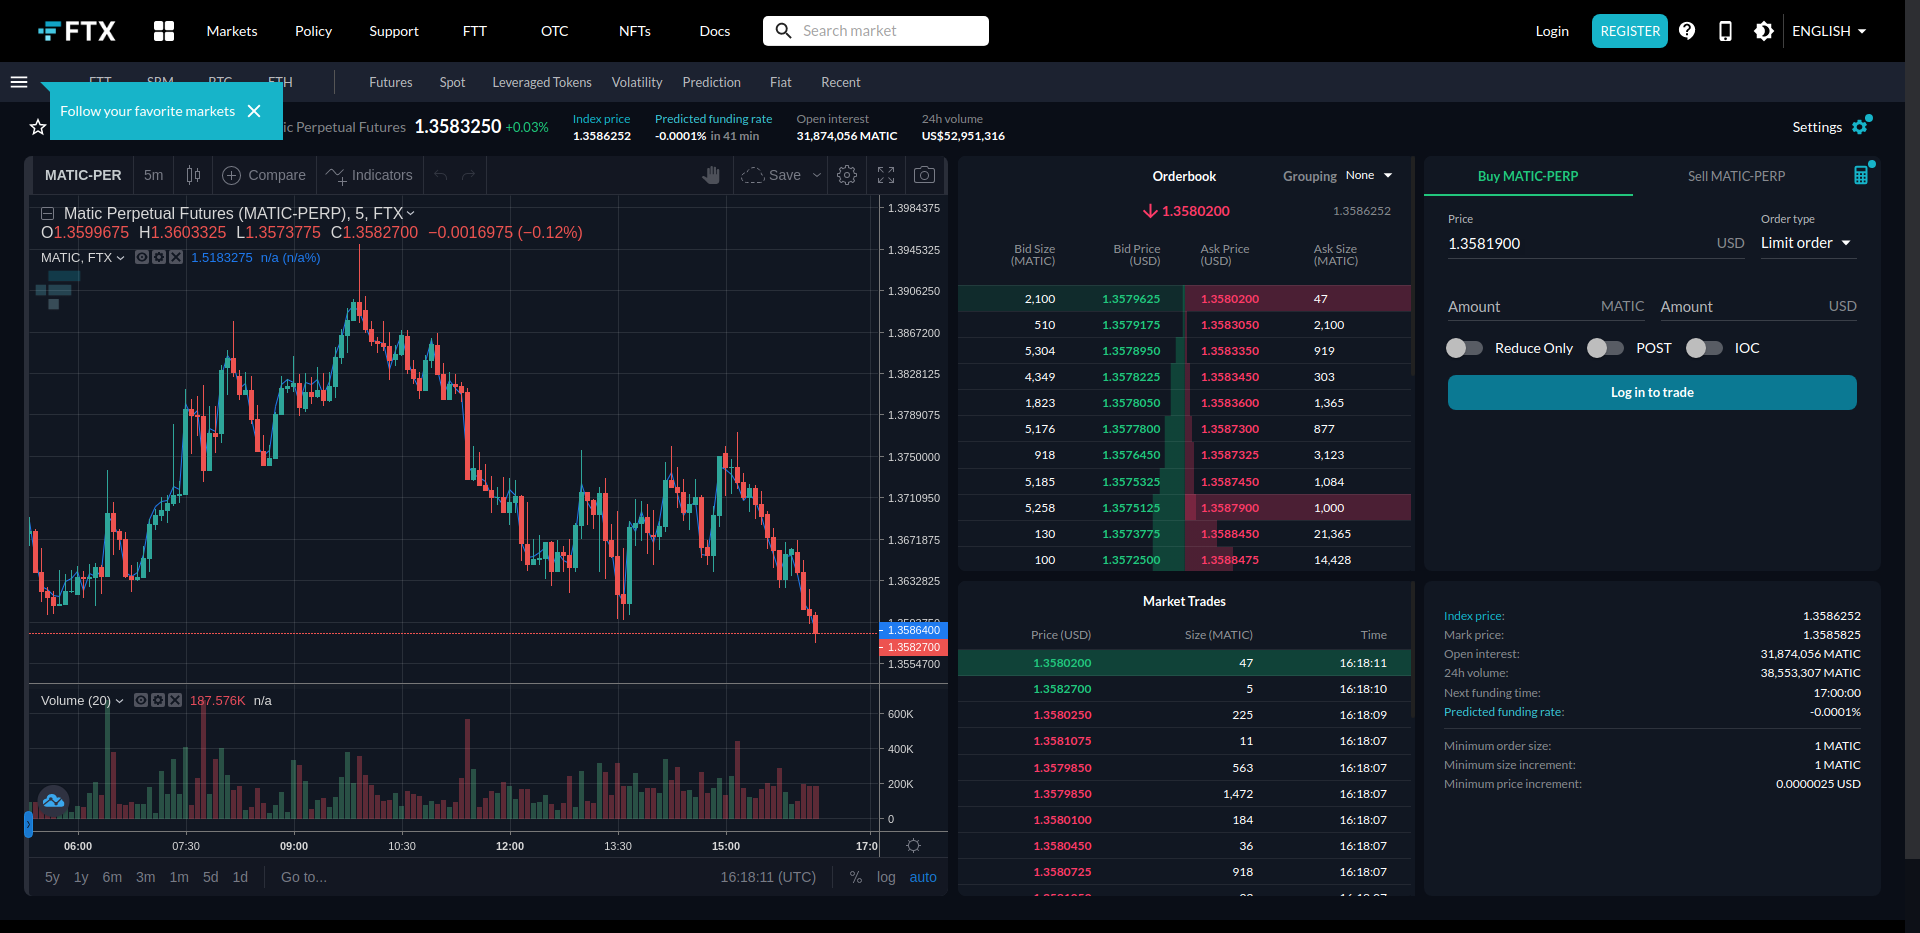 FTX
Markets
Policy
Support
FTT
OTC
NFTs
Docs
Search market
Login
REGISTER
ENGLISH
Futures
Spot
Leveraged Tokens
Volatility
Prediction
Fiat
Recent
Follow your favorite markets
Perpetual Futures
1.3583250
+0.03%
Index price
1.3586252
Predicted funding rate
-0.0001% in 41 min
Open interest
31,874,056 MATIC
24h volume
US$52,951,316
Settings
MATIC-PER
5m
Compare
Indicators
Save
Matic Perpetual Futures (MATIC-PERP), 5, FTX
O1.3599675 H1.3603325 L1.3573775 C1.3582700 −0.0016975 (−0.12%)
MATIC, FTX
1.5183275 n/a (n/a%)
1.3984375
1.3945325
1.3906250
1.3867200
1.3828125
1.3789075
1.3750000
1.3710950
1.3671875
1.3632825
1.3586400
1.3582700
1.3554700
Volume (20)
187.576K n/a
600K
400K
200K
0
06:00
07:30
09:00
10:30
12:00
13:30
15:00
17:0
5y 1y 6m 3m 1m 5d 1d
Go to...
16:18:11 (UTC)
%
log
auto
Orderbook
Grouping None
1.3580200
1.3586252
Bid Size (MATIC)
Bid Price (USD)
Ask Price (USD)
Ask Size (MATIC)
2,100 1.3579625 1.3580200 47
510 1.3579175 1.3583050 2,100
5,304 1.3578950 1.3583350 919
4,349 1.3578225 1.3583450 303
1,823 1.3578050 1.3583600 1,365
5,176 1.3577800 1.3587300 877
918 1.3576450 1.3587325 3,123
5,185 1.3575325 1.3587450 1,084
5,258 1.3575125 1.3587900 1,000
130 1.3573775 1.3588450 21,365
100 1.3572500 1.3588475 14,428
Market Trades
Price (USD) Size (MATIC) Time
1.3580200 47 16:18:11
1.3582700 5 16:18:10
1.3580250 225 16:18:09
1.3581075 11 16:18:07
1.3579850 563 16:18:07
1.3579850 1,472 16:18:07
1.3580100 184 16:18:07
1.3580450 36 16:18:07
1.3580725 918 16:18:07
Buy MATIC-PERP
Sell MATIC-PERP
Price
1.3581900 USD
Order type
Limit order
Amount MATIC
Amount USD
Reduce Only
POST
IOC
Log in to trade
Index price: 1.3586252
Mark price: 1.3585825
Open interest: 31,874,056 MATIC
24h volume: 38,553,307 MATIC
Next funding time: 17:00:00
Predicted funding rate: -0.0001%
Minimum order size: 1 MATIC
Minimum size increment: 1 MATIC
Minimum price increment: 0.0000025 USD